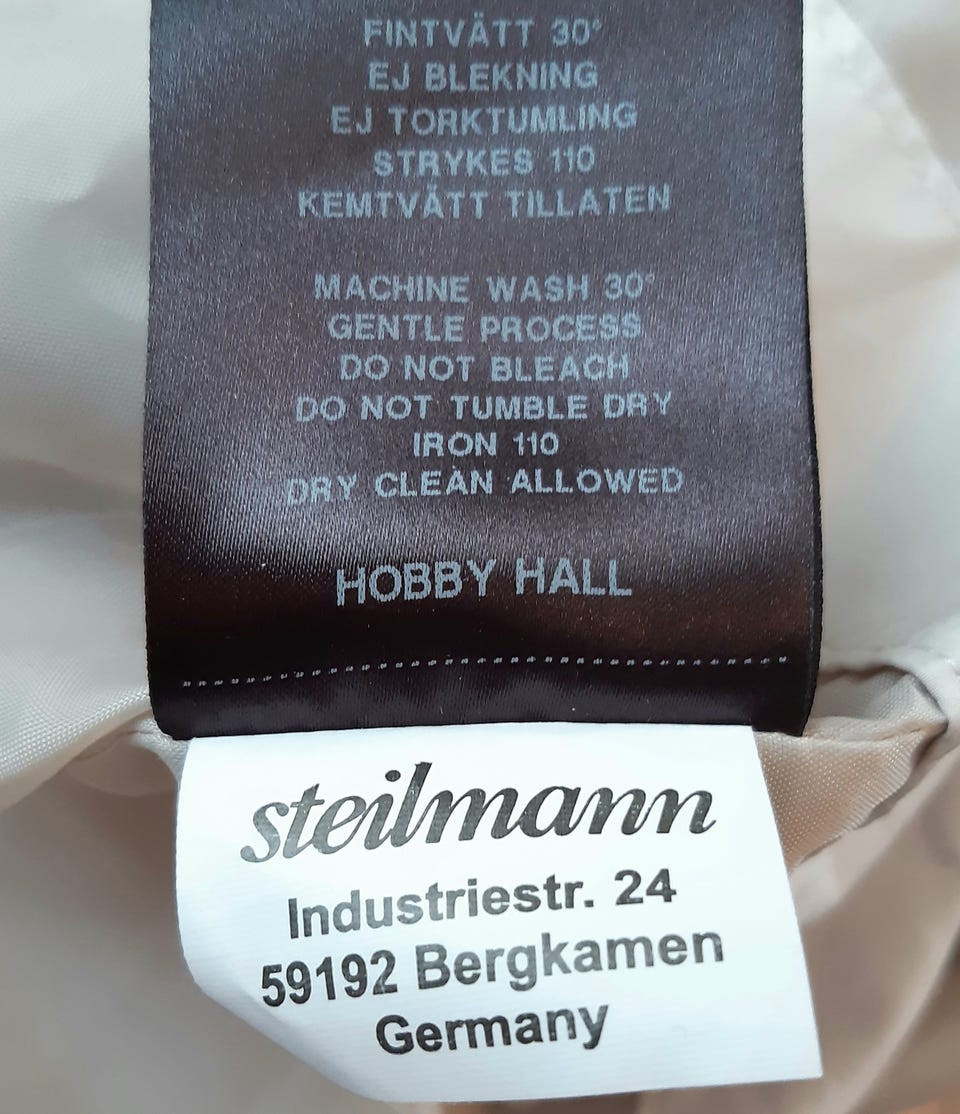 FINTVÄTT 30°
EJ BLEKNING
EJ TORKTUMLING
STRYKES 110
KEMTVÄTT TILLATEN
MACHINE WASH 30°
GENTLE PROCESS
DO NOT BLEACH
DO NOT TUMBLE DRY
IRON 110
DRY CLEAN ALLOWED
HOBBY HALL
steilmann
Industriestr. 24
59192 Bergkamen
Germany